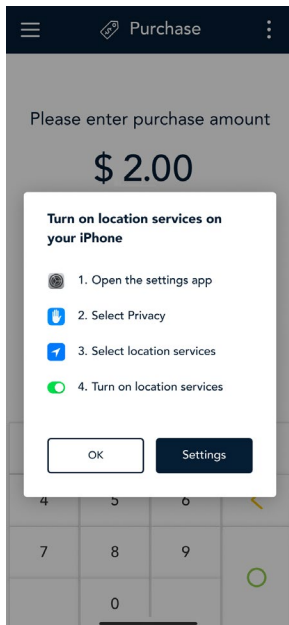 Purchase
Please enter purchase amount
$ 2.00
Turn on location services on
your iPhone
1. Open the settings app
2. Select Privacy
3. Select location services
4. Turn on location services
OK
Settings
4 5 6
7 8 9
0